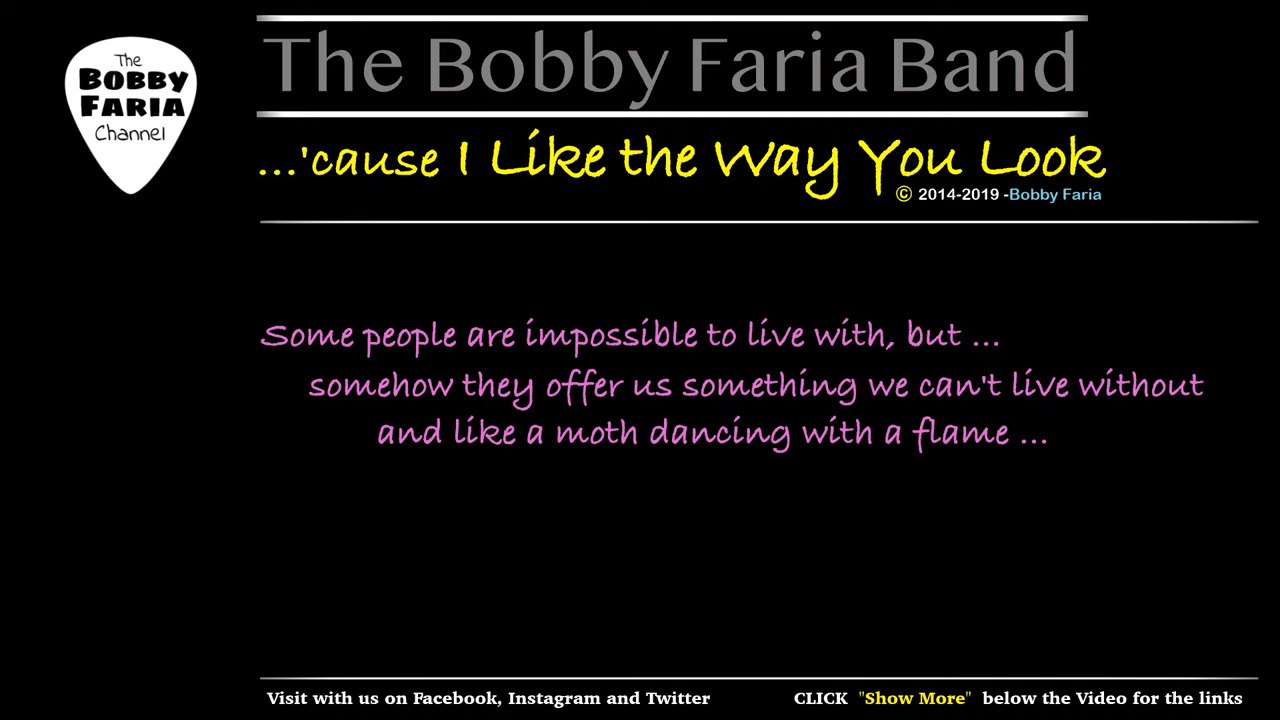 The
BOBBY
FARIA
Channel
The Bobby Faria Band
...'cause I Like the Way You Look
© 2014-2019 -Bobby Faria
Some people are impossible to live with, but ...
somehow they offer us something we can't live without
and like a moth dancing with a flame ...
Visit with us on Facebook, Instagram and Twitter
CLICK "Show More" below the Video for the links